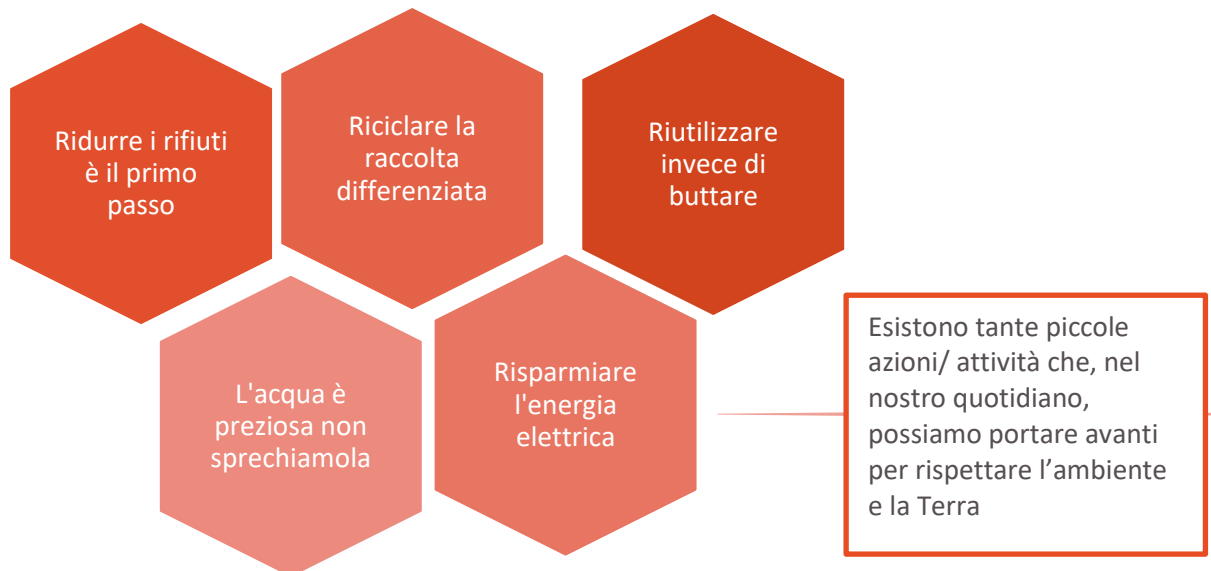 Ridurre i rifiuti
è il primo
passo
Riciclare la
raccolta
differenziata
Riutilizzare
invece di
buttare
L'acqua è
preziosa non
sprechiamola
Risparmiare
l'energia
elettrica
Esistono tante piccole
azioni/ attività che, nel
nostro quotidiano,
possiamo portare avanti
per rispettare l’ambiente
e la Terra